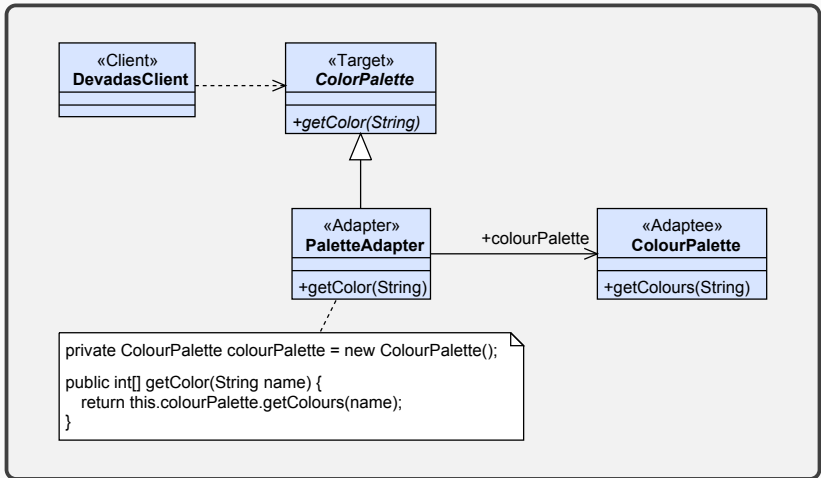 «Client»
DevadasClient
«Target»
ColorPalette
+getColor(String)
«Adapter»
PaletteAdapter
+getColor(String)
+colourPalette
«Adaptee»
ColourPalette
+getColours(String)
private ColourPalette colourPalette = new ColourPalette();
public int[] getColor(String name) {
return this.colourPalette.getColours(name);
}